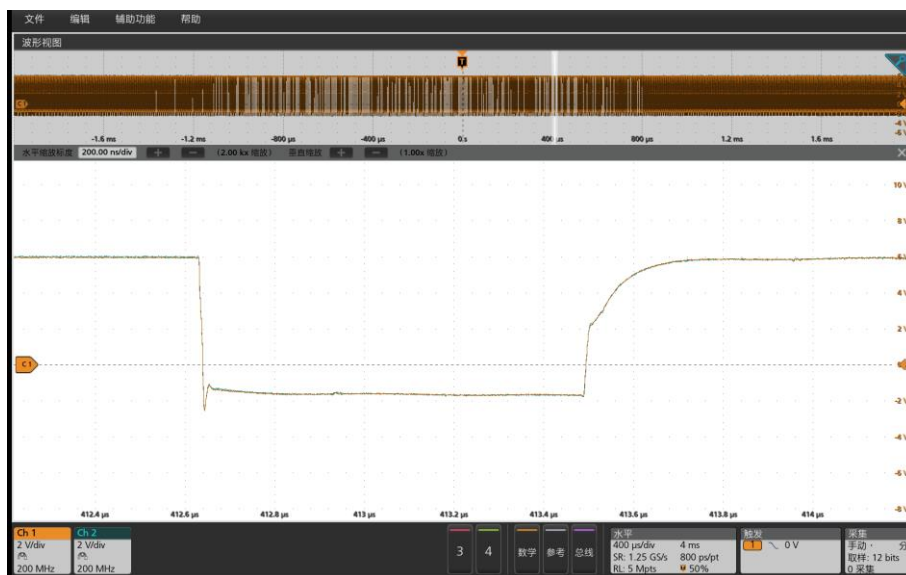 文件 编辑 辅助功能 帮助
波形视图
T
C1
-1.6 ms -1.2 ms -800 µs -400 µs 0 s 400 µs 800 µs 1.2 ms 1.6 ms
水平缩放标度 200.00 ns/div + − (2.00 kx 缩放) 垂直缩放 + − (1.00x 缩放)
10 V
4 V
2 V
C1
-2 V
-4 V
-6 V
-8 V
412.4 µs 412.6 µs 412.8 µs 413 µs 413.2 µs 413.4 µs 413.6 µs 413.8 µs 414 µs
Ch 1
2 V/div
200 MHz
Ch 2
2 V/div
200 MHz
3 4 数学 参考 总线
水平
400 µs/div 4 ms
SR: 1.25 GS/s 800 ps/pt
RL: 5 Mpts 50%
触发
1 0 V
采集
手动,
取样: 12 bits
0 采集